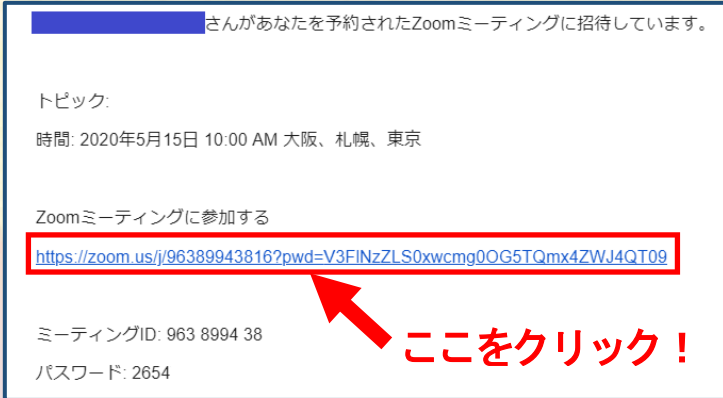 さんがあなたを予約されたZoomミーティングに招待しています。
トピック:
時間: 2020年5月15日 10:00 AM 大阪、札幌、東京
Zoomミーティングに参加する
https://zoom.us/j/96389943816?pwd=V3FlNzZLS0xwcmg0OG5TQmx4ZWJ4QT09
ミーティングID: 963 8994 38
ここをクリック！
パスワード: 2654